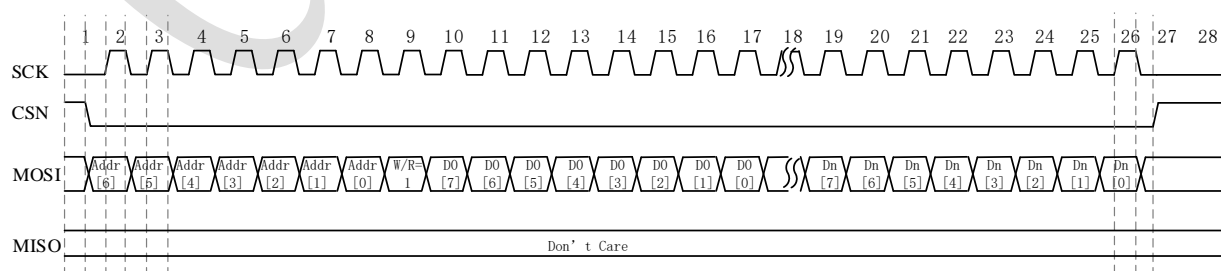 1 2 3 4 5 6 7 8 9 10 11 12 13 14 15 16 17 18 19 20 21 22 23 24 25 26 27 28
SCK
CSN
MOSI Addr [6] Addr [5] Addr [4] Addr [3] Addr [2] Addr [1] Addr [0] W/R= 1 D0 [7] D0 [6] D0 [5] D0 [4] D0 [3] D0 [2] D0 [1] D0 [0] Dn [7] Dn [6] Dn [5] Dn [4] Dn [3] Dn [2] Dn [1] Dn [0]
MISO Don't Care